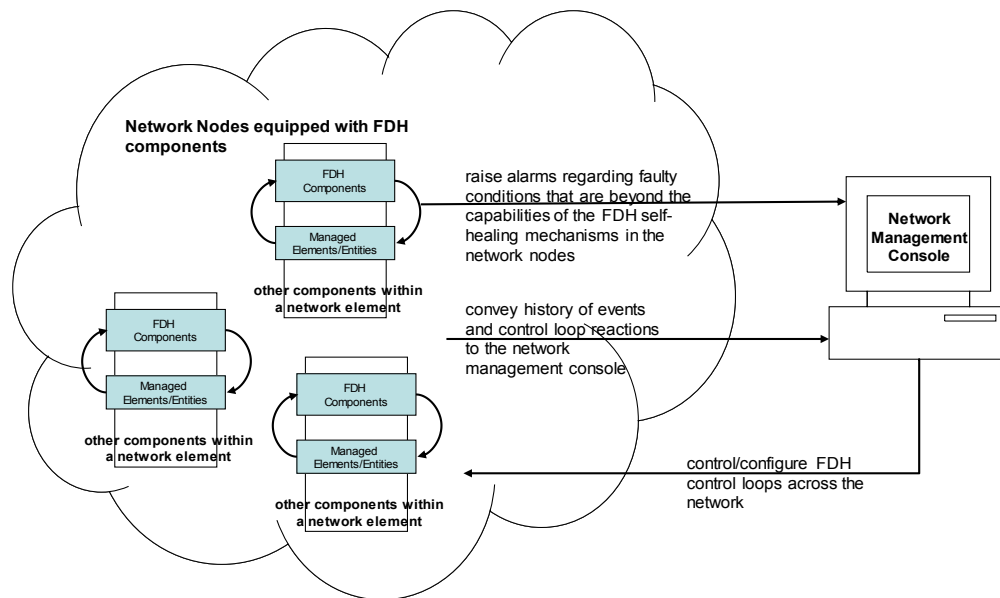 Network Nodes equipped with FDH
components
FDH
Components
Managed
Elements/Entities
other components within
a network element
FDH
Components
Managed
Elements/Entities
other components within
a network element
FDH
Components
Managed
Elements/Entities
other components within
a network element
raise alarms regarding faulty
conditions that are beyond the
capabilities of the FDH self-
healing mechanisms in the
network nodes
convey history of events
and control loop reactions
to the network
management console
control/configure FDH
control loops across the
network
Network
Management
Console